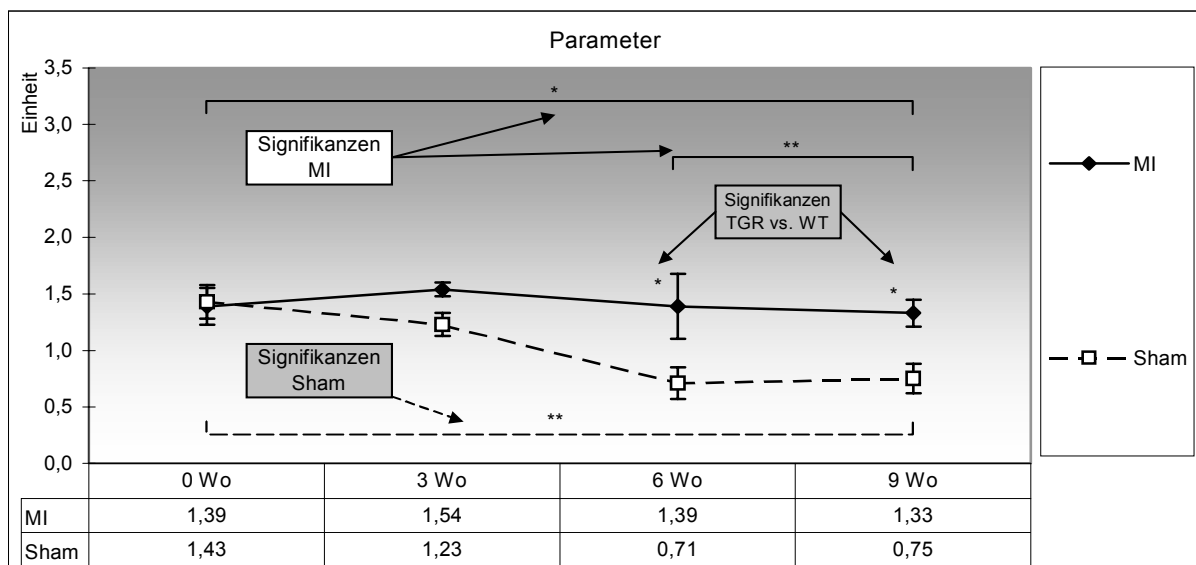 Parameter
Einheit
3,5
3,0
2,5
2,0
1,5
1,0
0,5
0,0
*
Signifikanzen
MI
**
Signifikanzen
TGR vs. WT
*
*
Signifikanzen
Sham
**
MI
Sham
0 Wo 3 Wo 6 Wo 9 Wo
MI 1,39 1,54 1,39 1,33
Sham 1,43 1,23 0,71 0,75